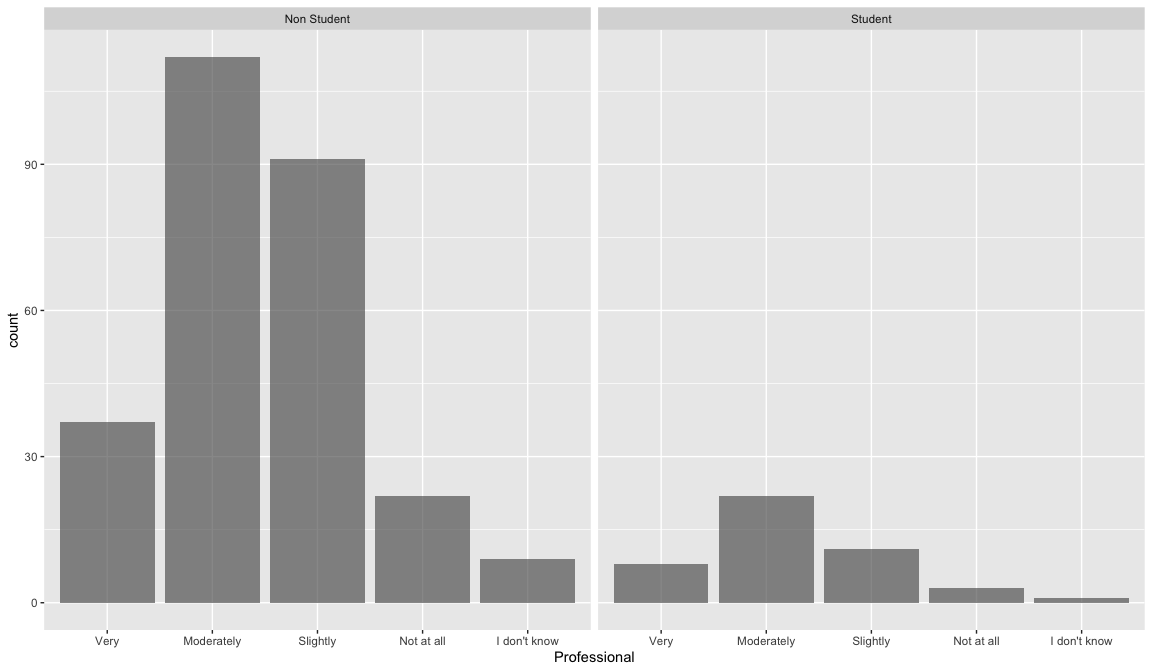 Non Student
Student
count
90
60
30
0
Very Moderately Slightly Not at all I don't know
Very Moderately Slightly Not at all I don't know
Professional